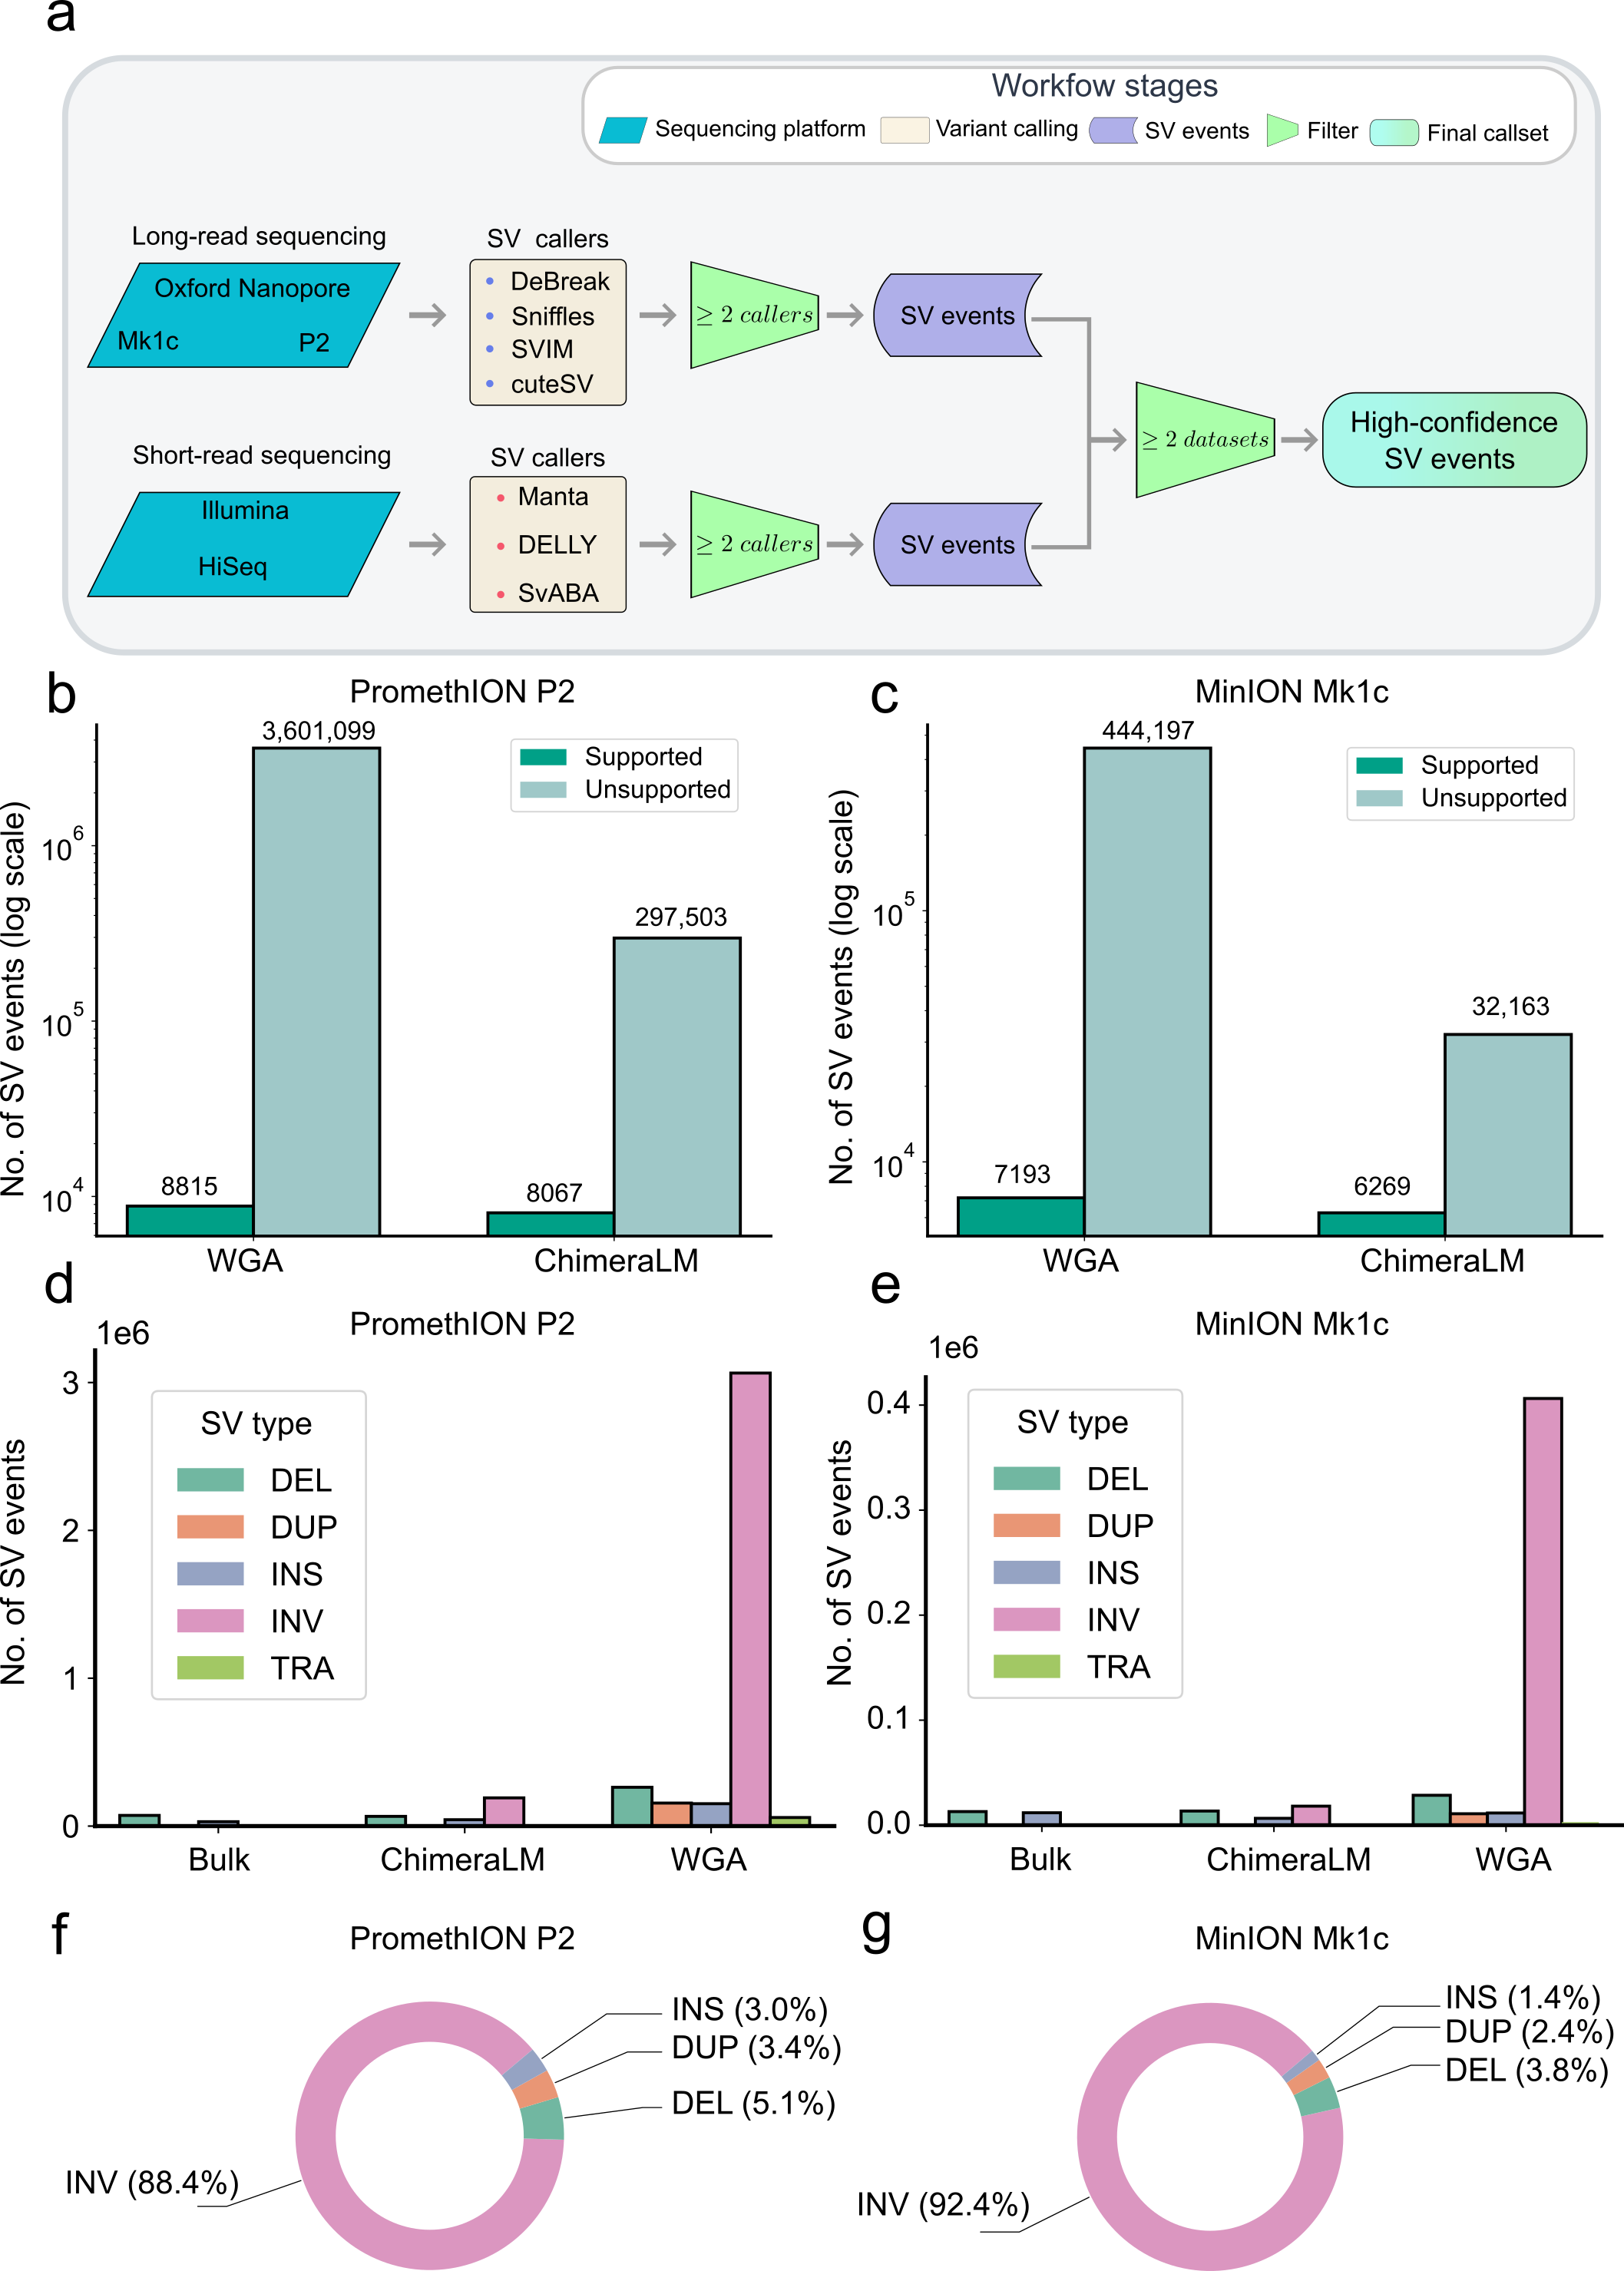 a
Workfow stages
Sequencing platform
Variant calling
SV events
Filter
Final callset
Long-read sequencing
Oxford Nanopore
Mk1c
P2
SV callers
DeBreak
Sniffles
SVIM
cuteSV
≥ 2 callers
SV events
Short-read sequencing
Illumina
HiSeq
SV callers
Manta
DELLY
SvABA
≥ 2 callers
SV events
≥ 2 datasets
High-confidence
SV events
b
PromethION P2
No. of SV events (log scale)
10^6
10^5
10^4
3,601,099
8815
297,503
8067
Supported
Unsupported
WGA
ChimeraLM
c
MinION Mk1c
No. of SV events (log scale)
10^5
10^4
444,197
7193
32,163
6269
Supported
Unsupported
WGA
ChimeraLM
d
PromethION P2
1e6
No. of SV events
3
2
1
0
SV type
DEL
DUP
INS
INV
TRA
Bulk
ChimeraLM
WGA
e
MinION Mk1c
1e6
No. of SV events
0.4
0.3
0.2
0.1
0.0
SV type
DEL
DUP
INS
INV
TRA
Bulk
ChimeraLM
WGA
f
PromethION P2
INS (3.0%)
DUP (3.4%)
DEL (5.1%)
INV (88.4%)
g
MinION Mk1c
INS (1.4%)
DUP (2.4%)
DEL (3.8%)
INV (92.4%)